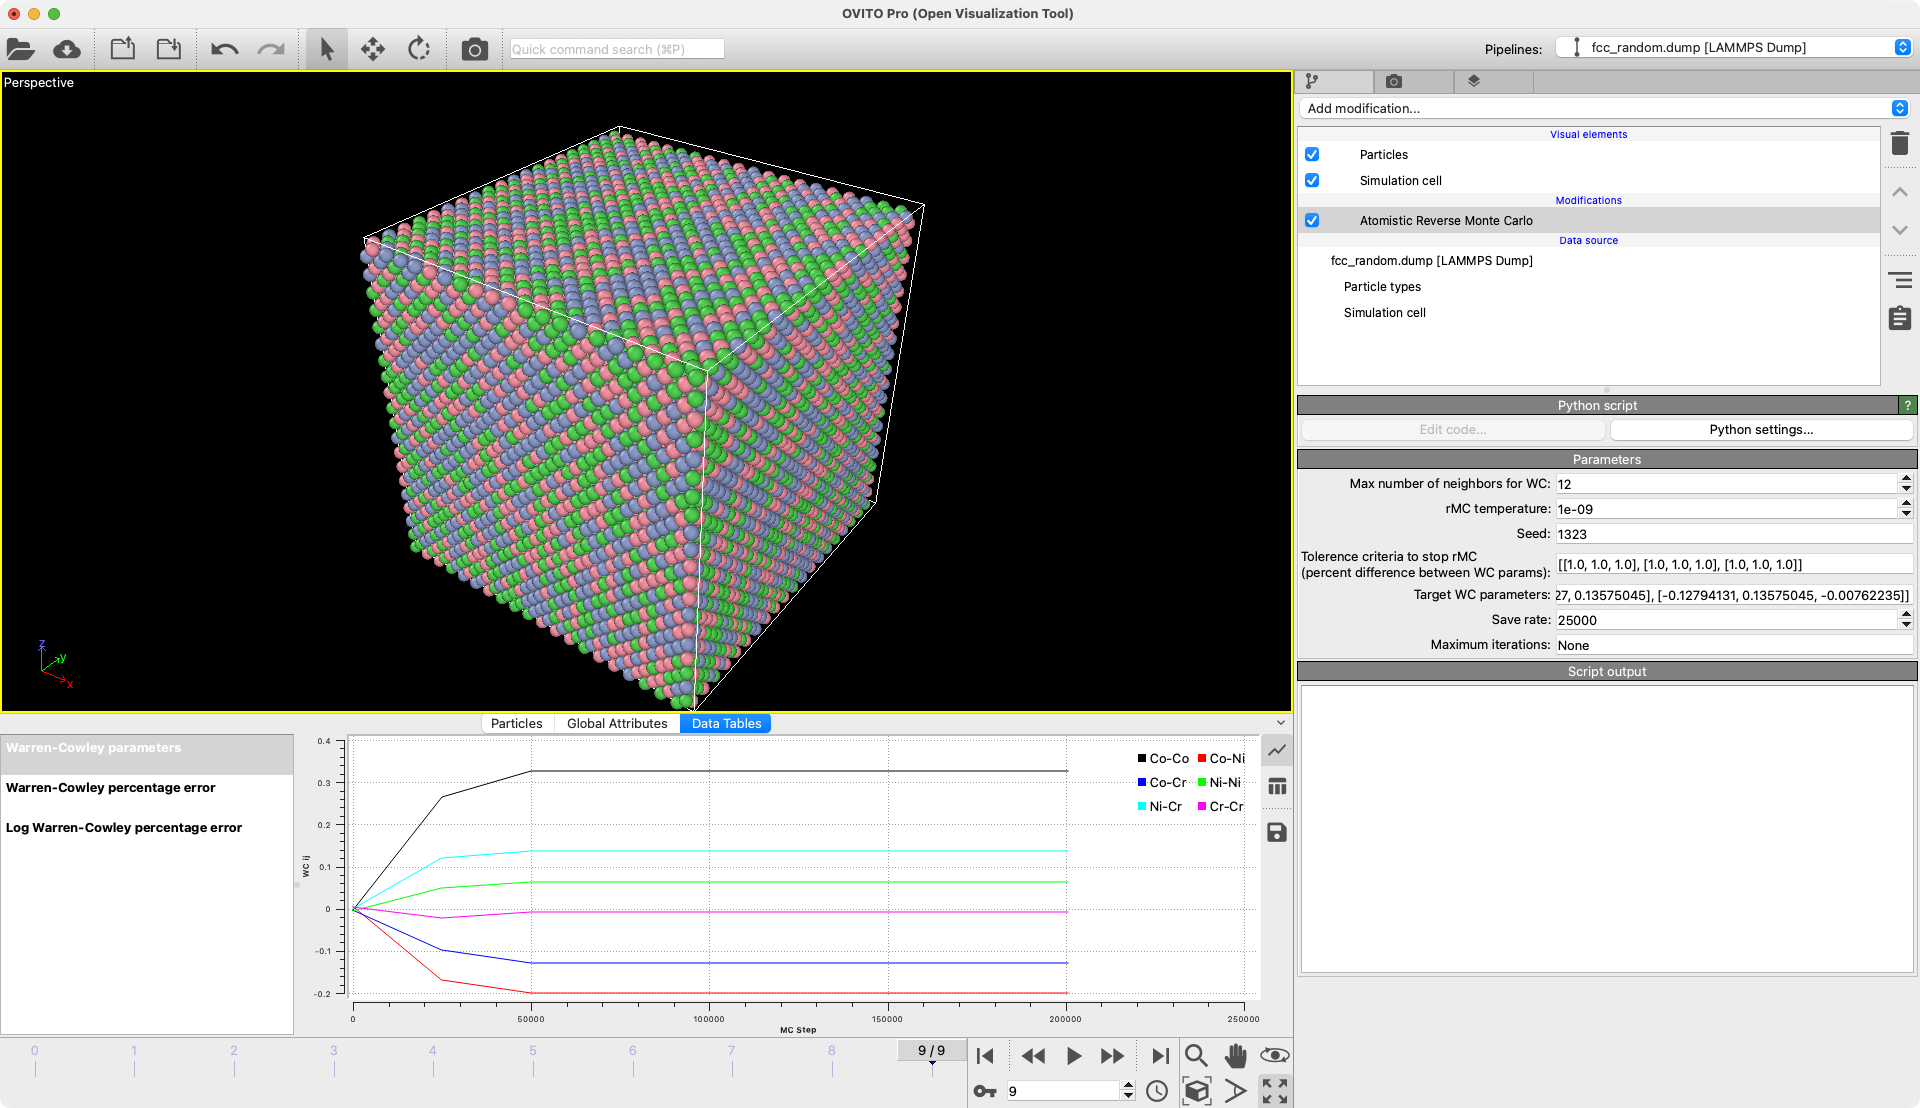 OVITO Pro (Open Visualization Tool)
Quick command search (⌘P)
Pipelines:
fcc_random.dump [LAMMPS Dump]
Perspective
z
y
x
Add modification...
Visual elements
Particles
Simulation cell
Modifications
Atomistic Reverse Monte Carlo
Data source
fcc_random.dump [LAMMPS Dump]
Particle types
Simulation cell
Python script
?
Edit code...
Python settings...
Parameters
Max number of neighbors for WC: 12
rMC temperature: 1e-09
Seed: 1323
Tolerence criteria to stop rMC
(percent difference between WC params): [[1.0, 1.0, 1.0], [1.0, 1.0, 1.0], [1.0, 1.0, 1.0]]
Target WC parameters: 27, 0.13575045], [-0.12794131, 0.13575045, -0.00762235]]
Save rate: 25000
Maximum iterations: None
Script output
Particles
Global Attributes
Data Tables
Warren-Cowley parameters
Warren-Cowley percentage error
Log Warren-Cowley percentage error
WC ij
0.4
0.3
0.2
0.1
0
-0.1
-0.2
Co-Co Co-Ni
Co-Cr Ni-Ni
Ni-Cr Cr-Cr
0 50000 100000 150000 200000 250000
MC Step
0 1 2 3 4 5 6 7 8 9 / 9
9